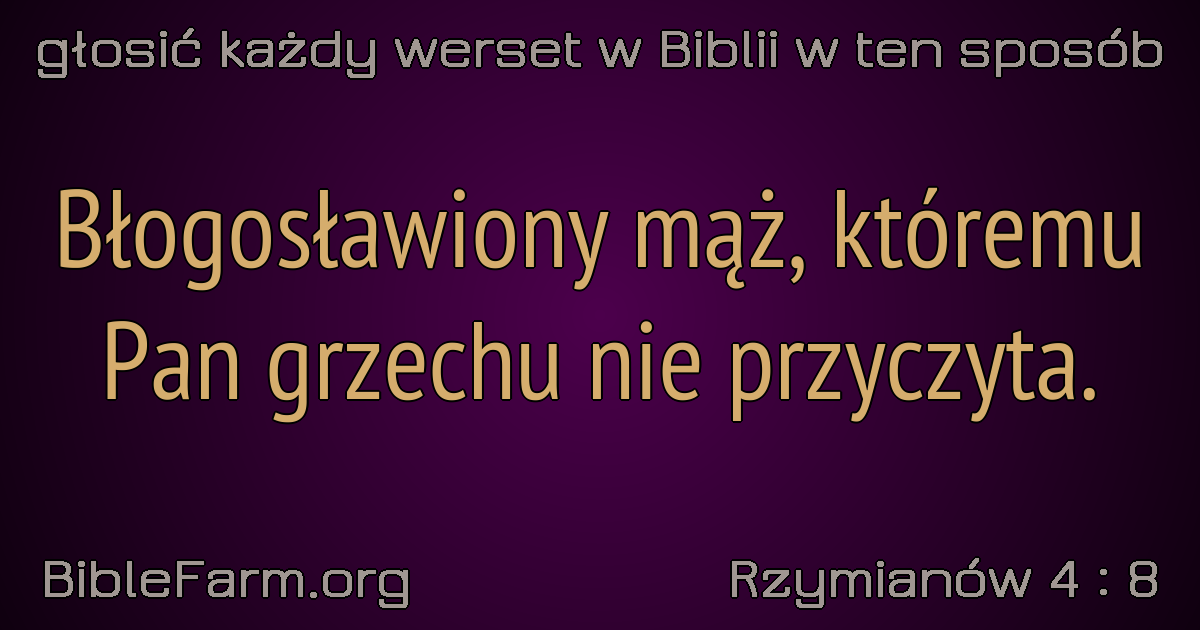 głosić każdy werset w Biblii w ten sposób
Błogosławiony mąż, któremu
Pan grzechu nie przyczyta.
BibleFarm.org
Rzymianów 4 : 8